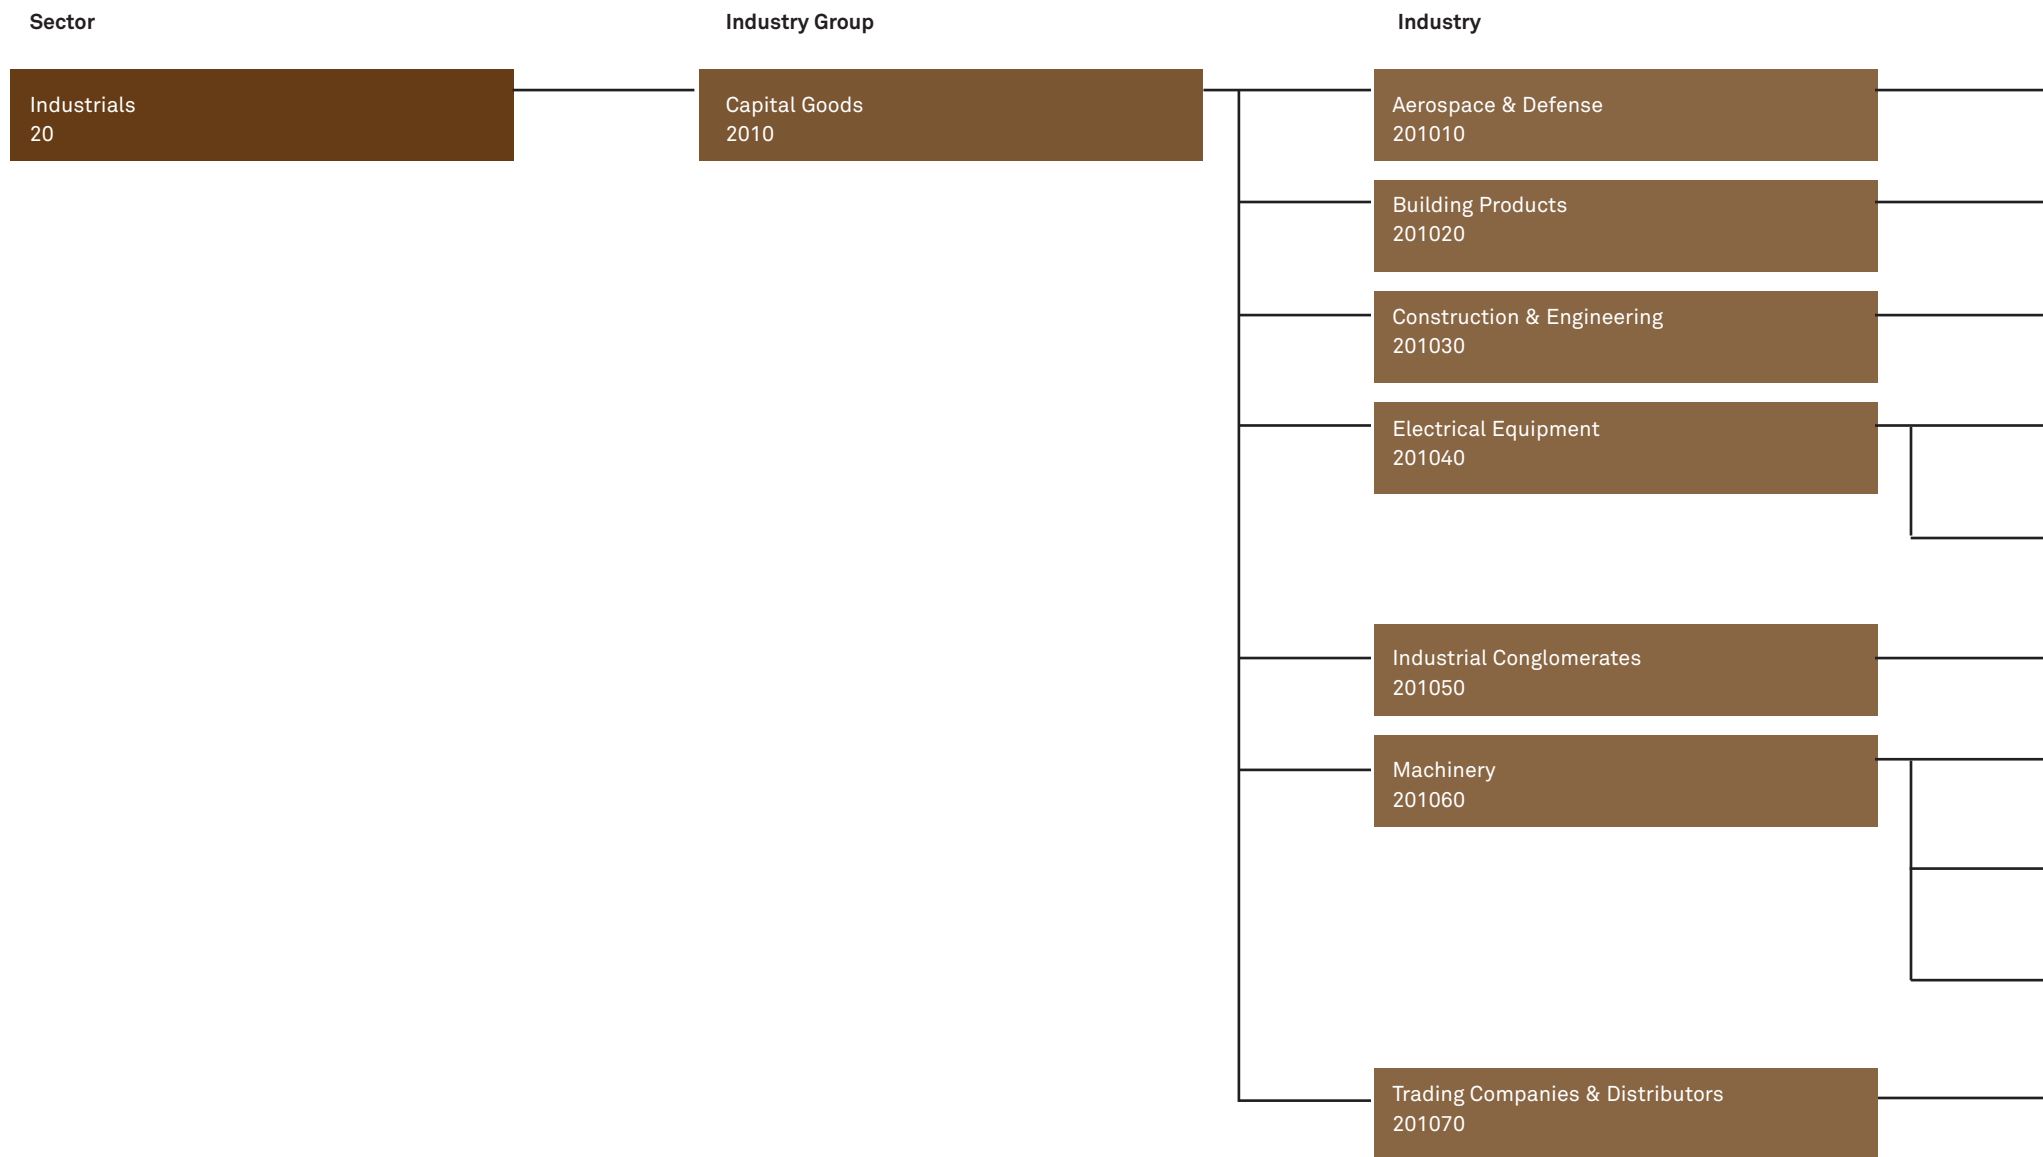 Sector
Industry Group
Industry
Industrials
20
Capital Goods
2010
Aerospace & Defense
201010
Building Products
201020
Construction & Engineering
201030
Electrical Equipment
201040
Industrial Conglomerates
201050
Machinery
201060
Trading Companies & Distributors
201070